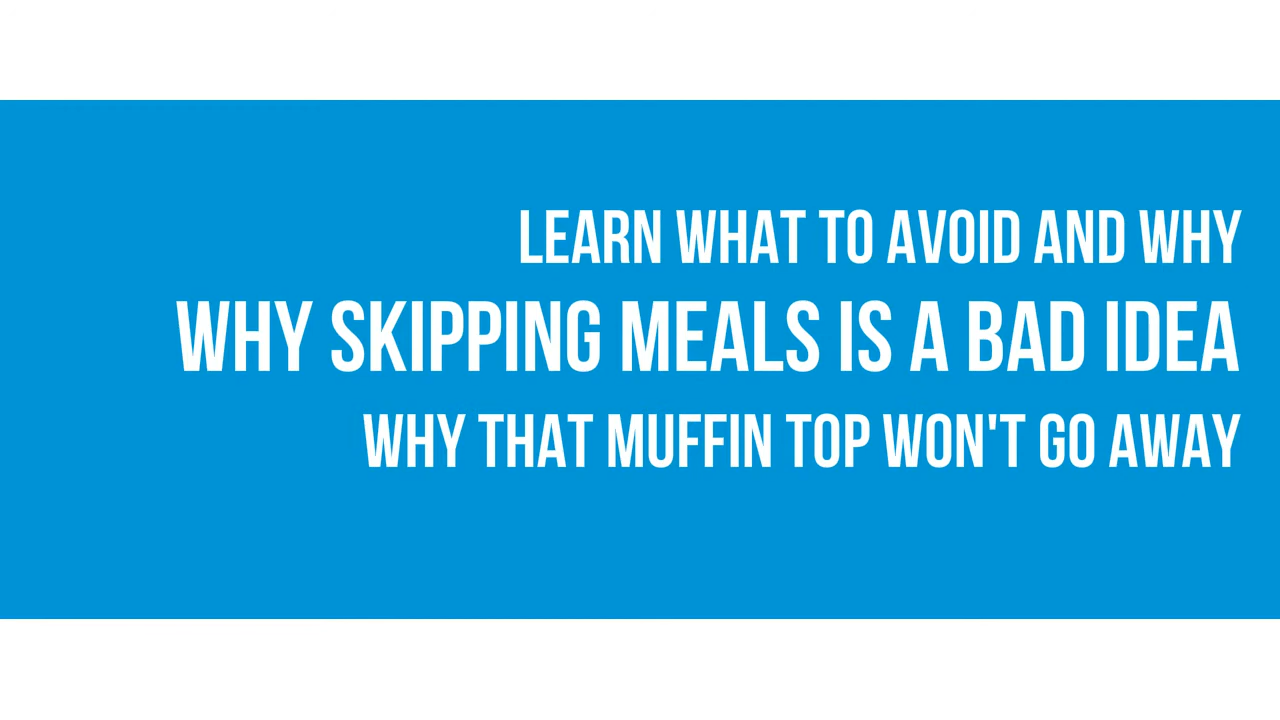 LEARN WHAT TO AVOID AND WHY
WHY SKIPPING MEALS IS A BAD IDEA
WHY THAT MUFFIN TOP WON'T GO AWAY